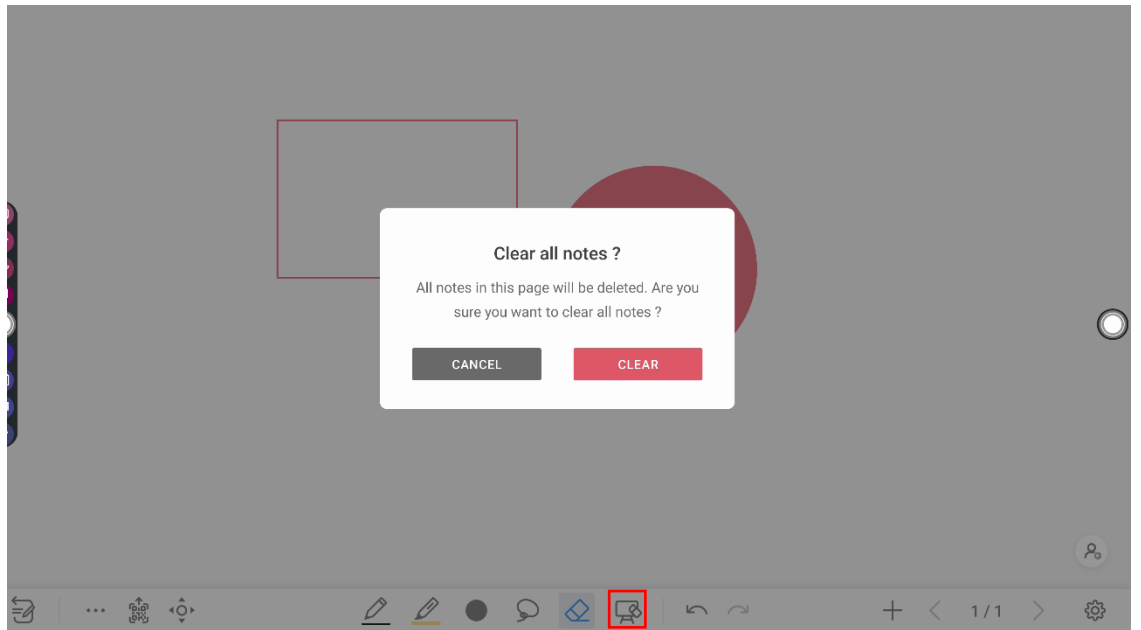 Clear all notes ?
All notes in this page will be deleted. Are you
sure you want to clear all notes ?
CANCEL
CLEAR
1 / 1